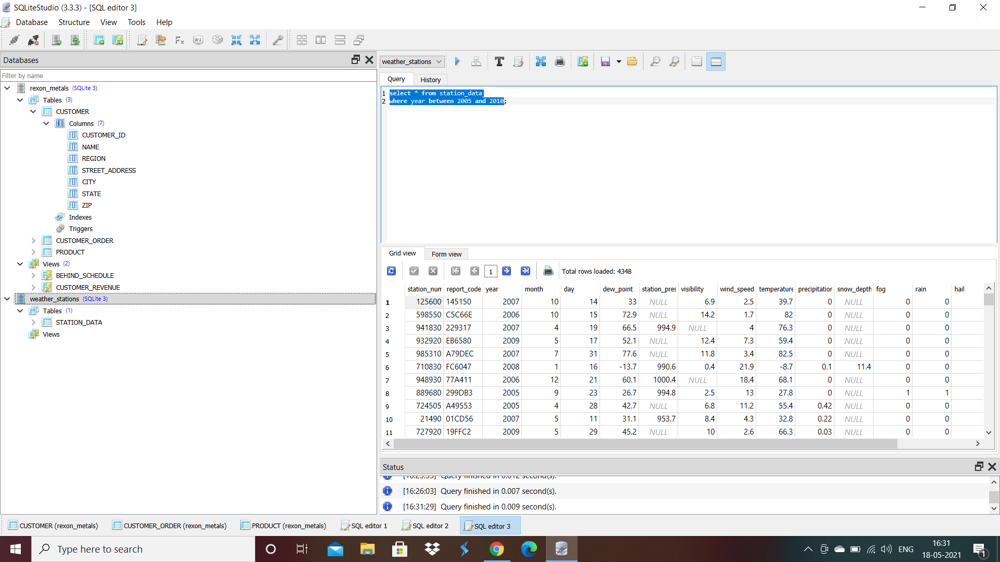 SQLiteStudio (3.3.3) - [SQL editor 3]
Database Structure View Tools Help
Databases
Filter by name
rexon_metals (SQLite 3)
Tables (3)
CUSTOMER
Columns (7)
CUSTOMER_ID
NAME
REGION
STREET_ADDRESS
CITY
STATE
ZIP
Indexes
Triggers
CUSTOMER_ORDER
PRODUCT
Views (2)
BEHIND_SCHEDULE
CUSTOMER_REVENUE
weather_stations (SQLite 3)
Tables (1)
STATION_DATA
Views
weather_stations
Query History
1 select * from station_data
2 where year between 2005 and 2010;
Grid view Form view
1 Total rows loaded: 4348
station_num report_code year month day dew_point station_pres visibility wind_speed temperature precipitation snow_depth fog rain hail
1 125600 145150 2007 10 14 33 NULL 6.9 2.5 39.7 0 NULL 0 0
2 598550 C5C66E 2006 10 15 72.9 NULL 14.2 1.7 82 0 NULL 0 0
3 941830 229317 2007 4 19 66.5 994.9 NULL 4 76.3 0 NULL 0 0
4 932920 EB6580 2009 5 17 52.1 NULL 12.4 7.3 59.4 0 NULL 0 0
5 985310 A79DEC 2007 7 31 77.6 NULL 11.8 3.4 82.5 0 NULL 0 0
6 710830 FC6047 2008 1 16 -13.7 990.6 0.4 21.9 -8.7 0.1 11.4 0 0
7 948930 77A411 2006 12 21 60.1 1000.4 NULL 18.4 68.1 0 NULL 0 0
8 889680 299DB3 2005 9 23 26.7 994.8 2.5 13 27.8 0 NULL 1 1
9 724505 A49553 2005 4 28 42.7 NULL 6.8 11.2 55.4 0.42 NULL 0 0
10 21490 01CD56 2007 5 11 31.1 953.7 8.4 4.3 32.8 0.22 NULL 0 0
11 727920 19FFC2 2009 5 29 45.2 NULL 10 2.6 66.3 0.03 NULL 0 0
Status
Query finished in 0.012 second(s).
[16:26:03] Query finished in 0.007 second(s).
[16:31:29] Query finished in 0.009 second(s).
CUSTOMER (rexon_metals) CUSTOMER_ORDER (rexon_metals) PRODUCT (rexon_metals) SQL editor 1 SQL editor 2 SQL editor 3
Type here to search
ENG
16:31
18-05-2021
1